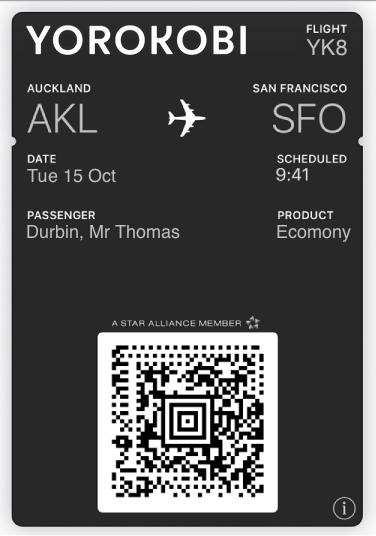 YOROKOBI
FLIGHT
YK8
AUCKLAND
SAN FRANCISCO
AKL
SFO
DATE
SCHEDULED
Tue 15 Oct
9:41
PASSENGER
PRODUCT
Durbin, Mr Thomas
Ecomony
A STAR ALLIANCE MEMBER
i